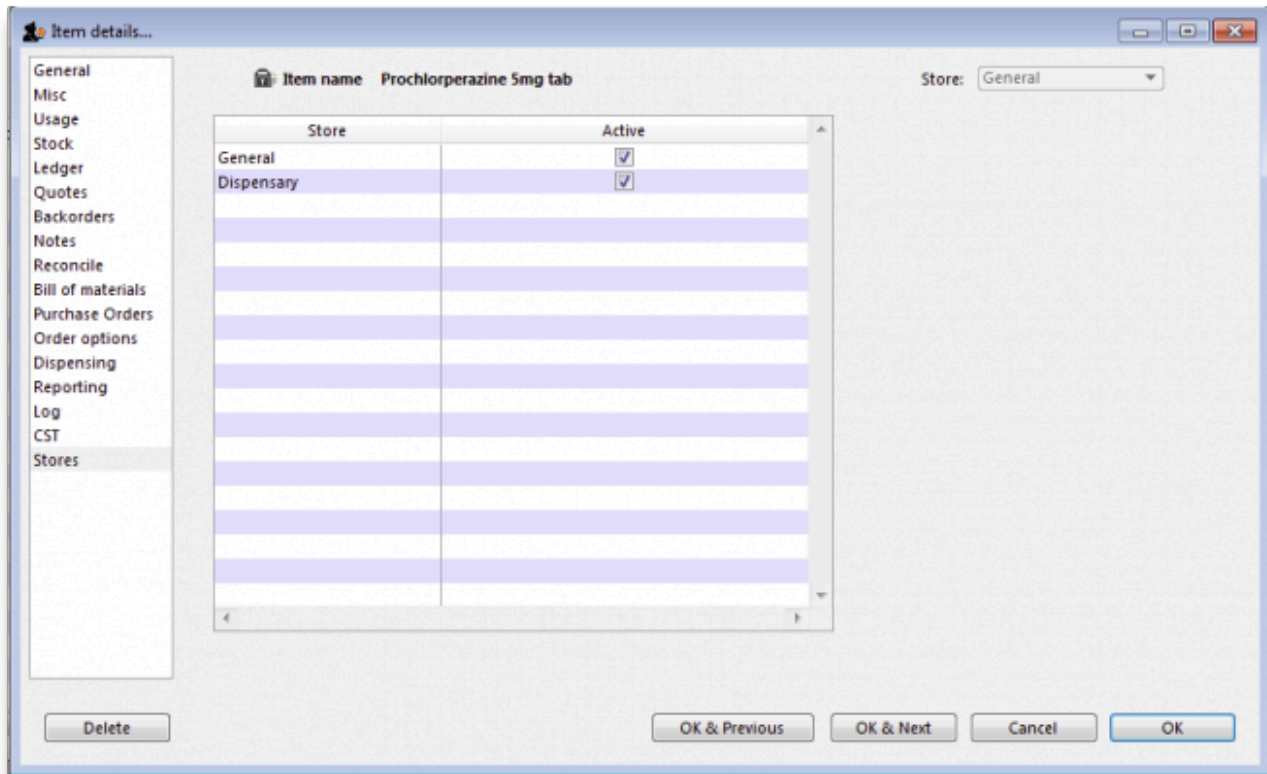 Item details...
General
Misc
Usage
Stock
Ledger
Quotes
Backorders
Notes
Reconcile
Bill of materials
Purchase Orders
Order options
Dispensing
Reporting
Log
CST
Stores
Item name Prochlorperazine 5mg tab
Store: General
Store Active
General
Dispensary
Delete OK & Previous OK & Next Cancel OK